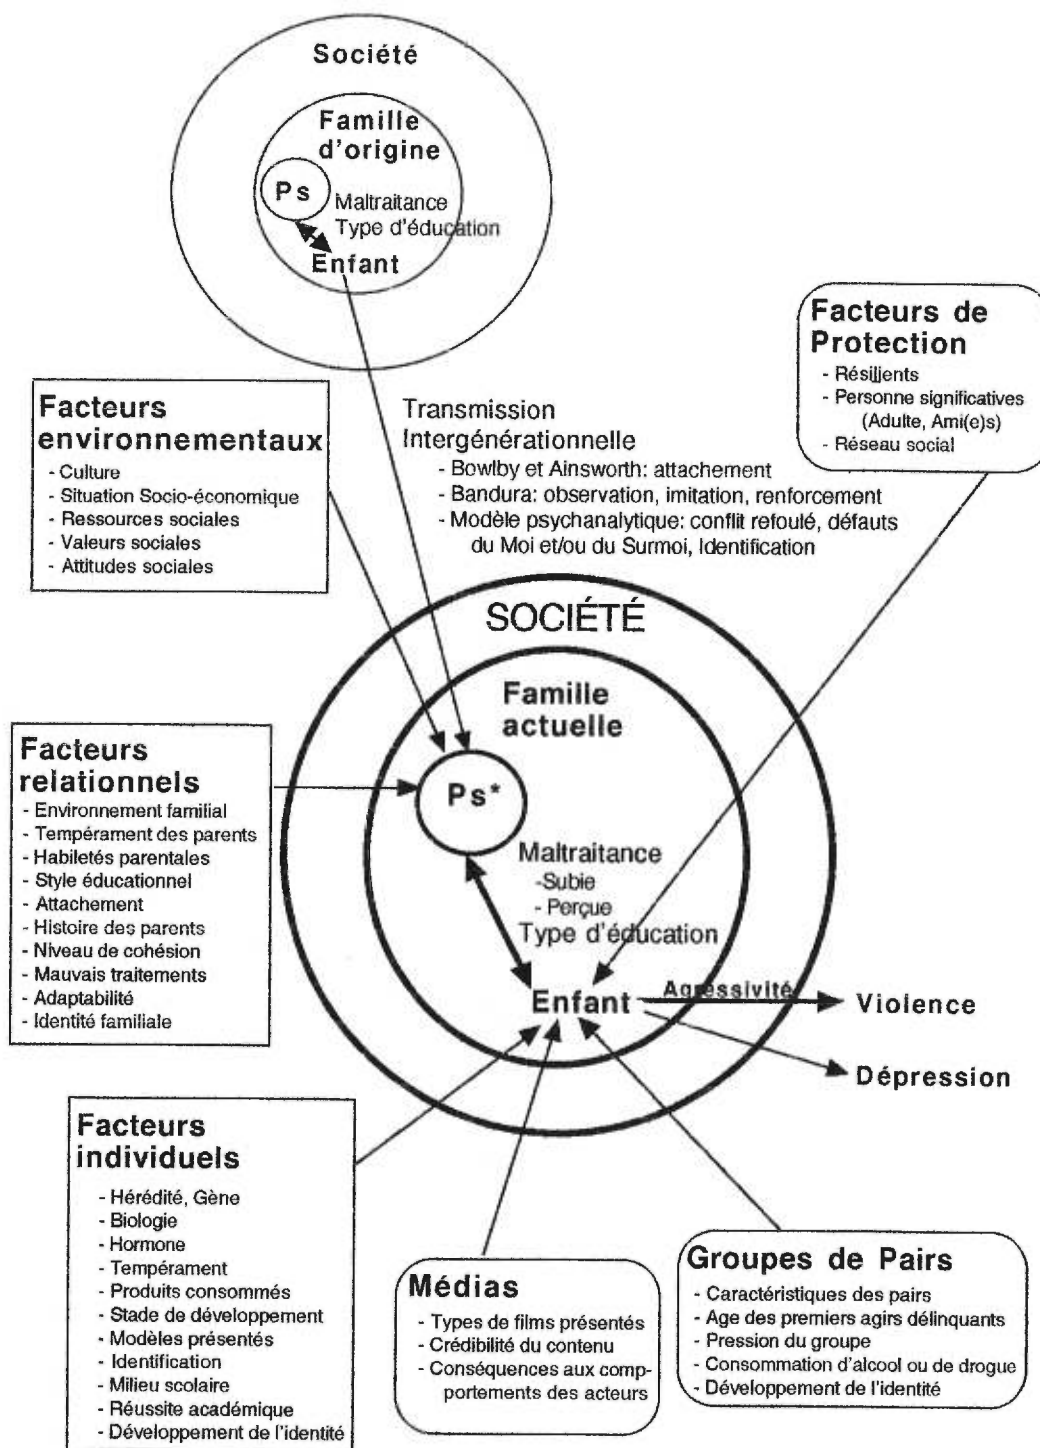 Société
Famille
d'origine
Ps
Maltraitance
Type d'éducation
Enfant
Facteurs de
Protection
- Résilients
- Personne significatives
(Adulte, Ami(e)s)
- Réseau social
Facteurs
environnementaux
- Culture
- Situation Socio-économique
- Ressources sociales
- Valeurs sociales
- Attitudes sociales
Transmission
Intergénérationnelle
- Bowlby et Ainsworth: attachement
- Bandura: observation, imitation, renforcement
- Modèle psychanalytique: conflit refoulé, défauts
du Moi et/ou du Surmoi, Identification
SOCIÉTÉ
Famille
actuelle
Ps*
Maltraitance
-Subie
- Perçue
Type d'éducation
Enfant
Agressivité
Violence
Dépression
Facteurs
relationnels
- Environnement familial
- Tempérament des parents
- Habiletés parentales
- Style éducationnel
- Attachement
- Histoire des parents
- Niveau de cohésion
- Mauvais traitements
- Adaptabilité
- Identité familiale
Facteurs
individuels
- Hérédité, Gène
- Biologie
- Hormone
- Tempérament
- Produits consommés
- Stade de développement
- Modèles présentés
- Identification
- Milieu scolaire
- Réussite académique
- Développement de l'identité
Médias
- Types de films présentés
- Crédibilité du contenu
- Conséquences aux comp-
portements des acteurs
Groupes de Pairs
- Caractéristiques des pairs
- Age des premiers agirs délinquants
- Pression du groupe
- Consommation d'alcool ou de drogue
- Développement de l'identité